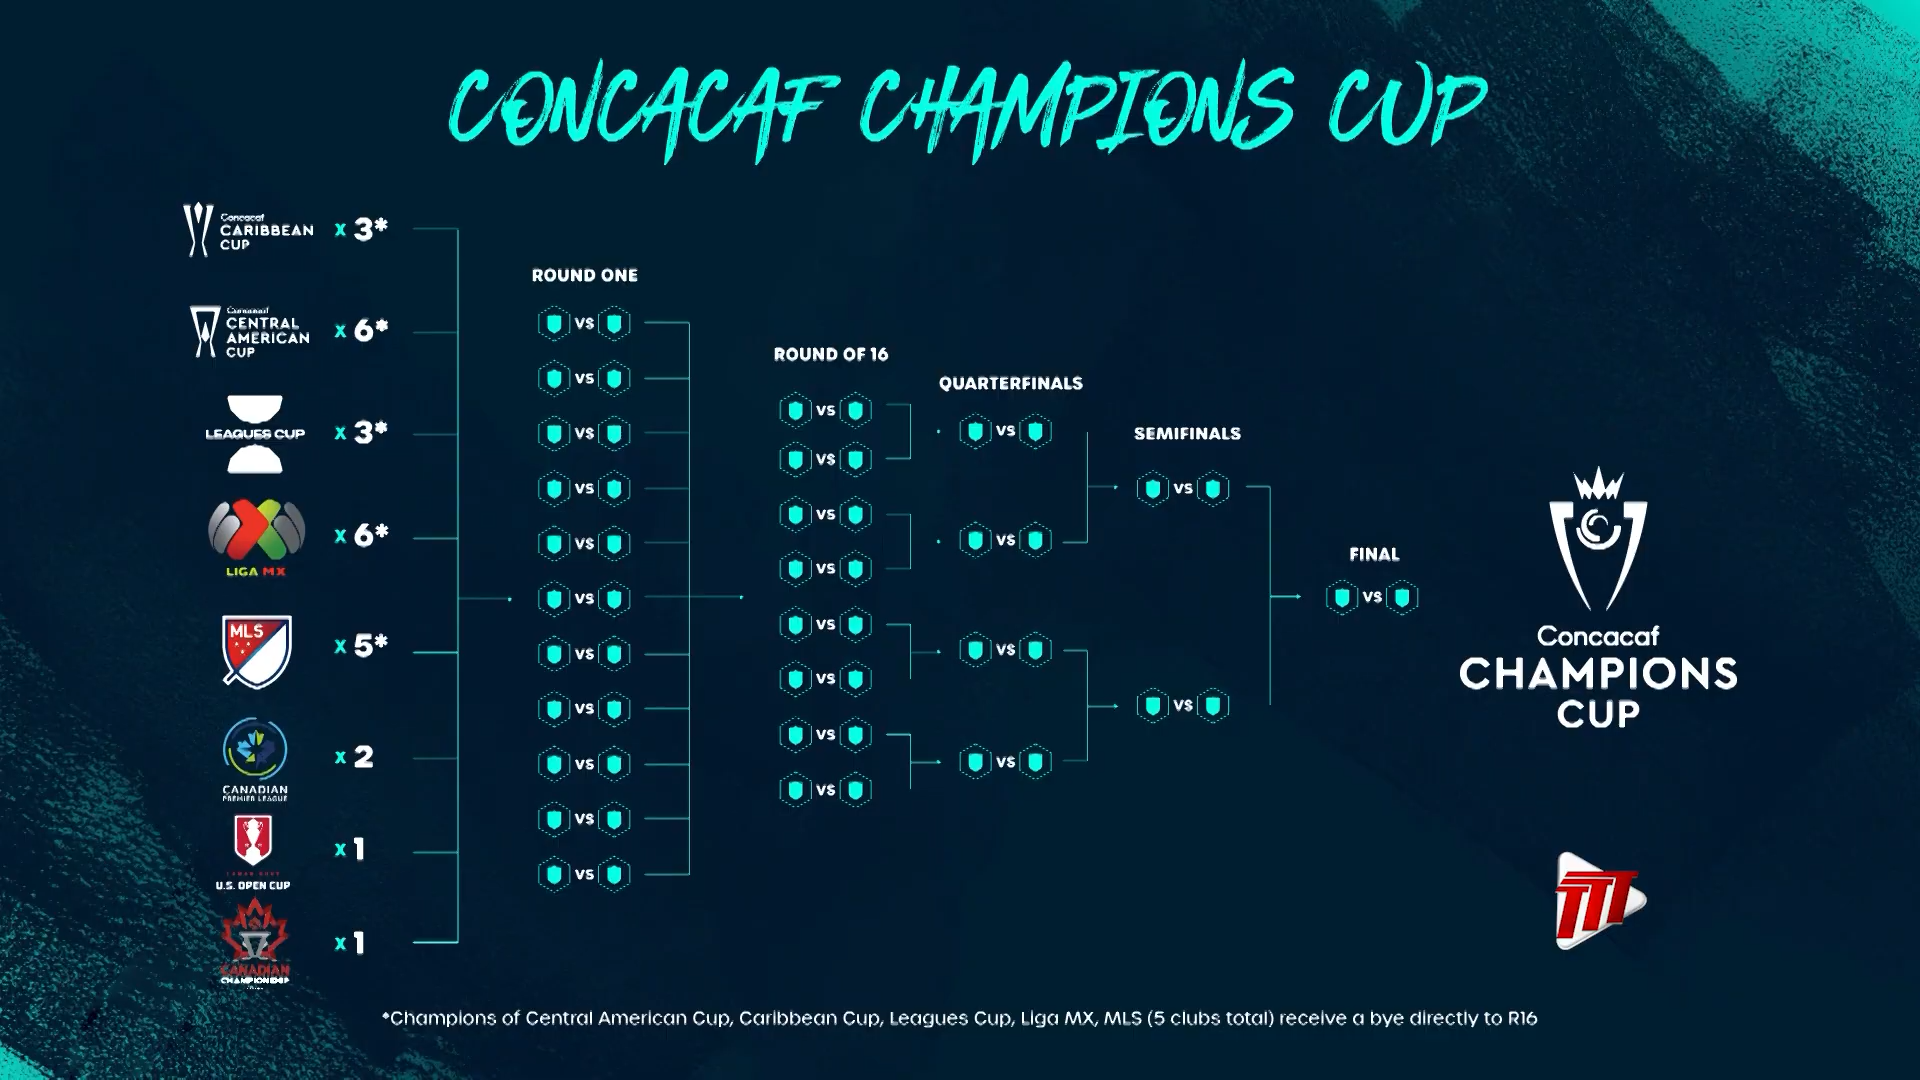 CONCACAF CHAMPIONS CUP
Concacaf
CARIBBEAN
CUP
x 3*
Concacaf
CENTRAL
AMERICAN
CUP
x 6*
LEAGUES CUP
x 3*
LIGA MX
x 6*
MLS
x 5*
CANADIAN
PREMIER LEAGUE
x 2
U.S. OPEN CUP
x 1
CANADIAN
CHAMPIONSHIP
x 1
ROUND ONE
VS
VS
VS
VS
VS
VS
VS
VS
VS
VS
VS
ROUND OF 16
VS
VS
VS
VS
VS
VS
VS
VS
QUARTERFINALS
VS
VS
VS
VS
SEMIFINALS
VS
VS
FINAL
VS
Concacaf
CHAMPIONS
CUP
TTT
*Champions of Central American Cup, Caribbean Cup, Leagues Cup, Liga MX, MLS (5 clubs total) receive a bye directly to R16